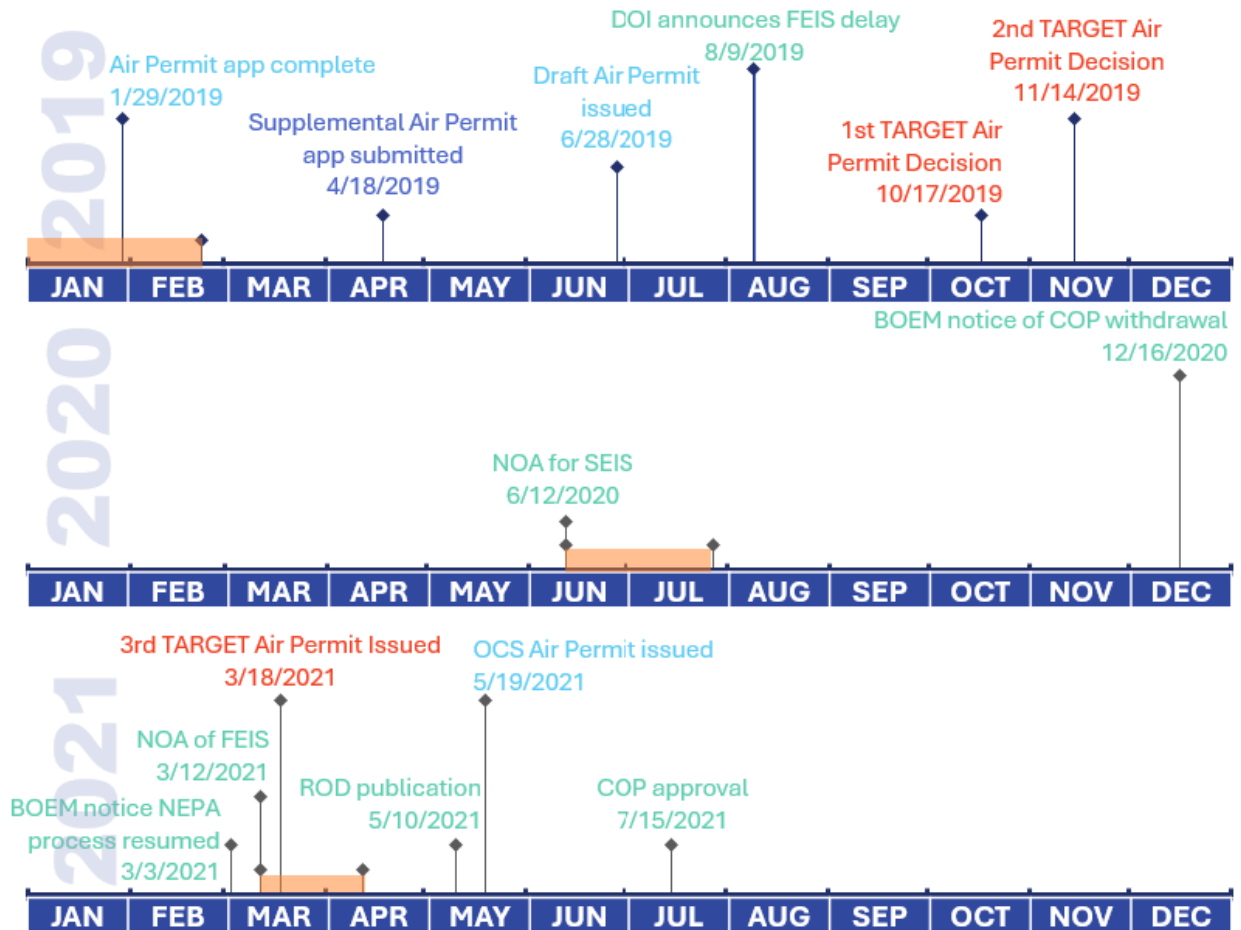 2019
DOI announces FEIS delay
8/9/2019
2nd TARGET Air
Permit Decision
11/14/2019
Air Permit app complete
1/29/2019
Draft Air Permit
issued
6/28/2019
Supplemental Air Permit
app submitted
4/18/2019
1st TARGET Air
Permit Decision
10/17/2019
JAN FEB MAR APR MAY JUN JUL AUG SEP OCT NOV DEC
2020
BOEM notice of COP withdrawal
12/16/2020
NOA for SEIS
6/12/2020
JAN FEB MAR APR MAY JUN JUL AUG SEP OCT NOV DEC
2021
3rd TARGET Air Permit Issued
3/18/2021
OCS Air Permit issued
5/19/2021
NOA of FEIS
3/12/2021
ROD publication
5/10/2021
COP approval
7/15/2021
BOEM notice NEPA
process resumed
3/3/2021
JAN FEB MAR APR MAY JUN JUL AUG SEP OCT NOV DEC